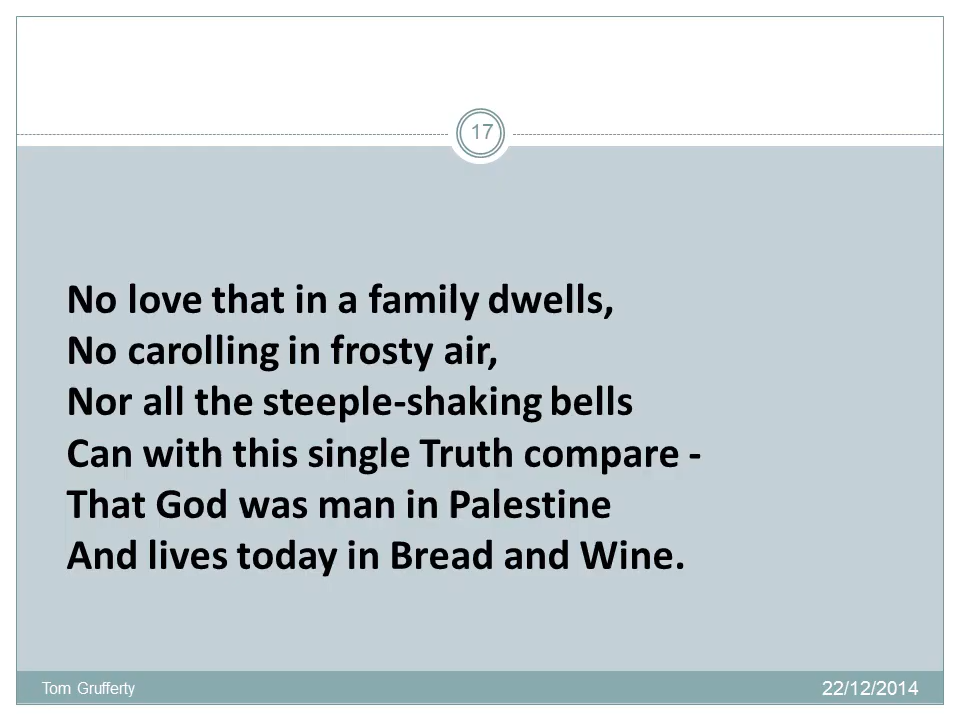 17
No love that in a family dwells,
No carolling in frosty air,
Nor all the steeple-shaking bells
Can with this single Truth compare -
That God was man in Palestine
And lives today in Bread and Wine.
Tom Grufferty
22/12/2014